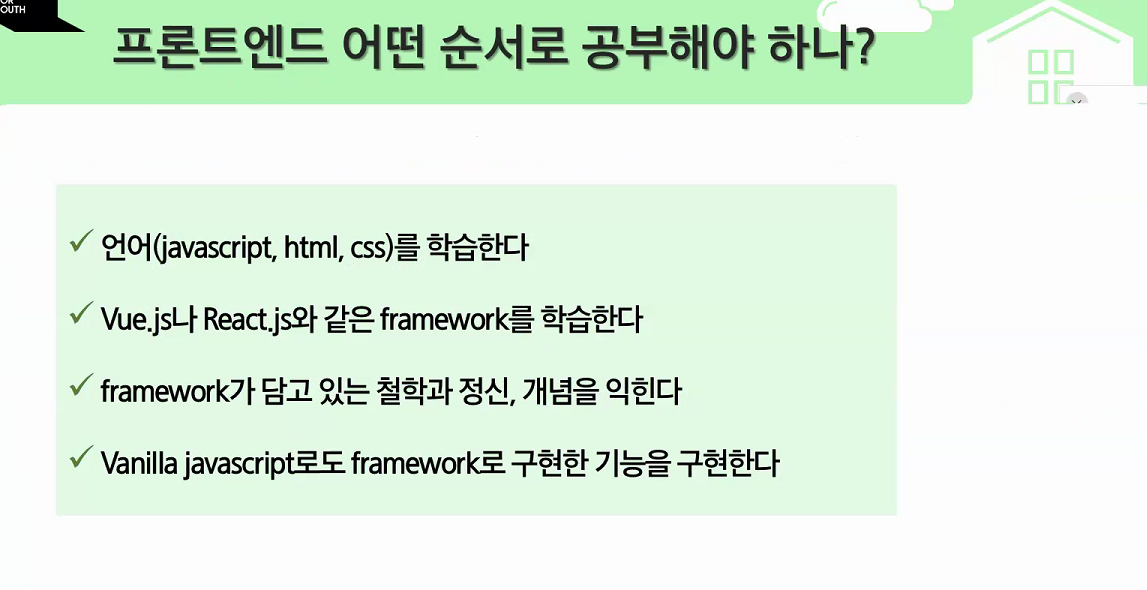 OR
OUTH
프론트엔드 어떤 순서로 공부해야 하나?
언어(javascript, html, css)를 학습한다
Vue.js나 React.js와 같은 framework를 학습한다
framework가 담고 있는 철학과 정신, 개념을 익힌다
Vanilla javascript로도 framework로 구현한 기능을 구현한다